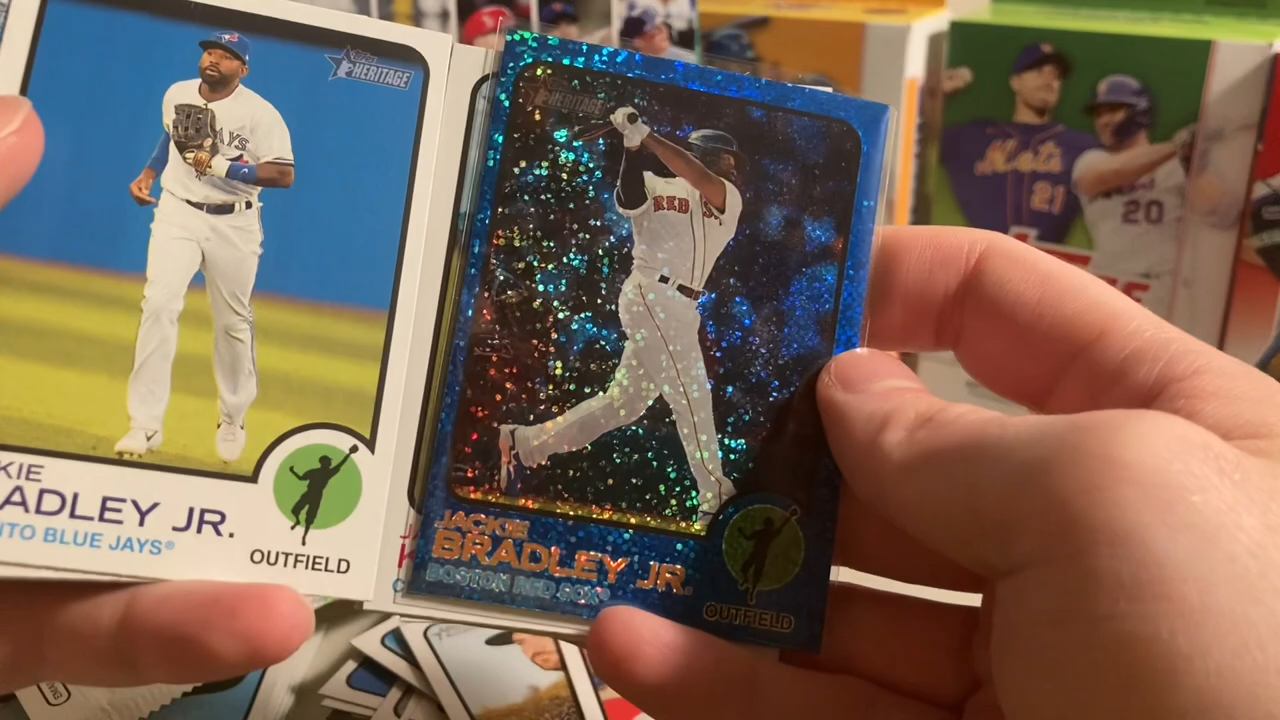 Topps
HERITAGE
AYS
KIE
ADLEY JR.
NTO BLUE JAYS®
OUTFIELD
HERITAGE
RED S
JACKIE
BRADLEY JR.
BOSTON RED SOX®
OUTFIELD
Mets
21
20